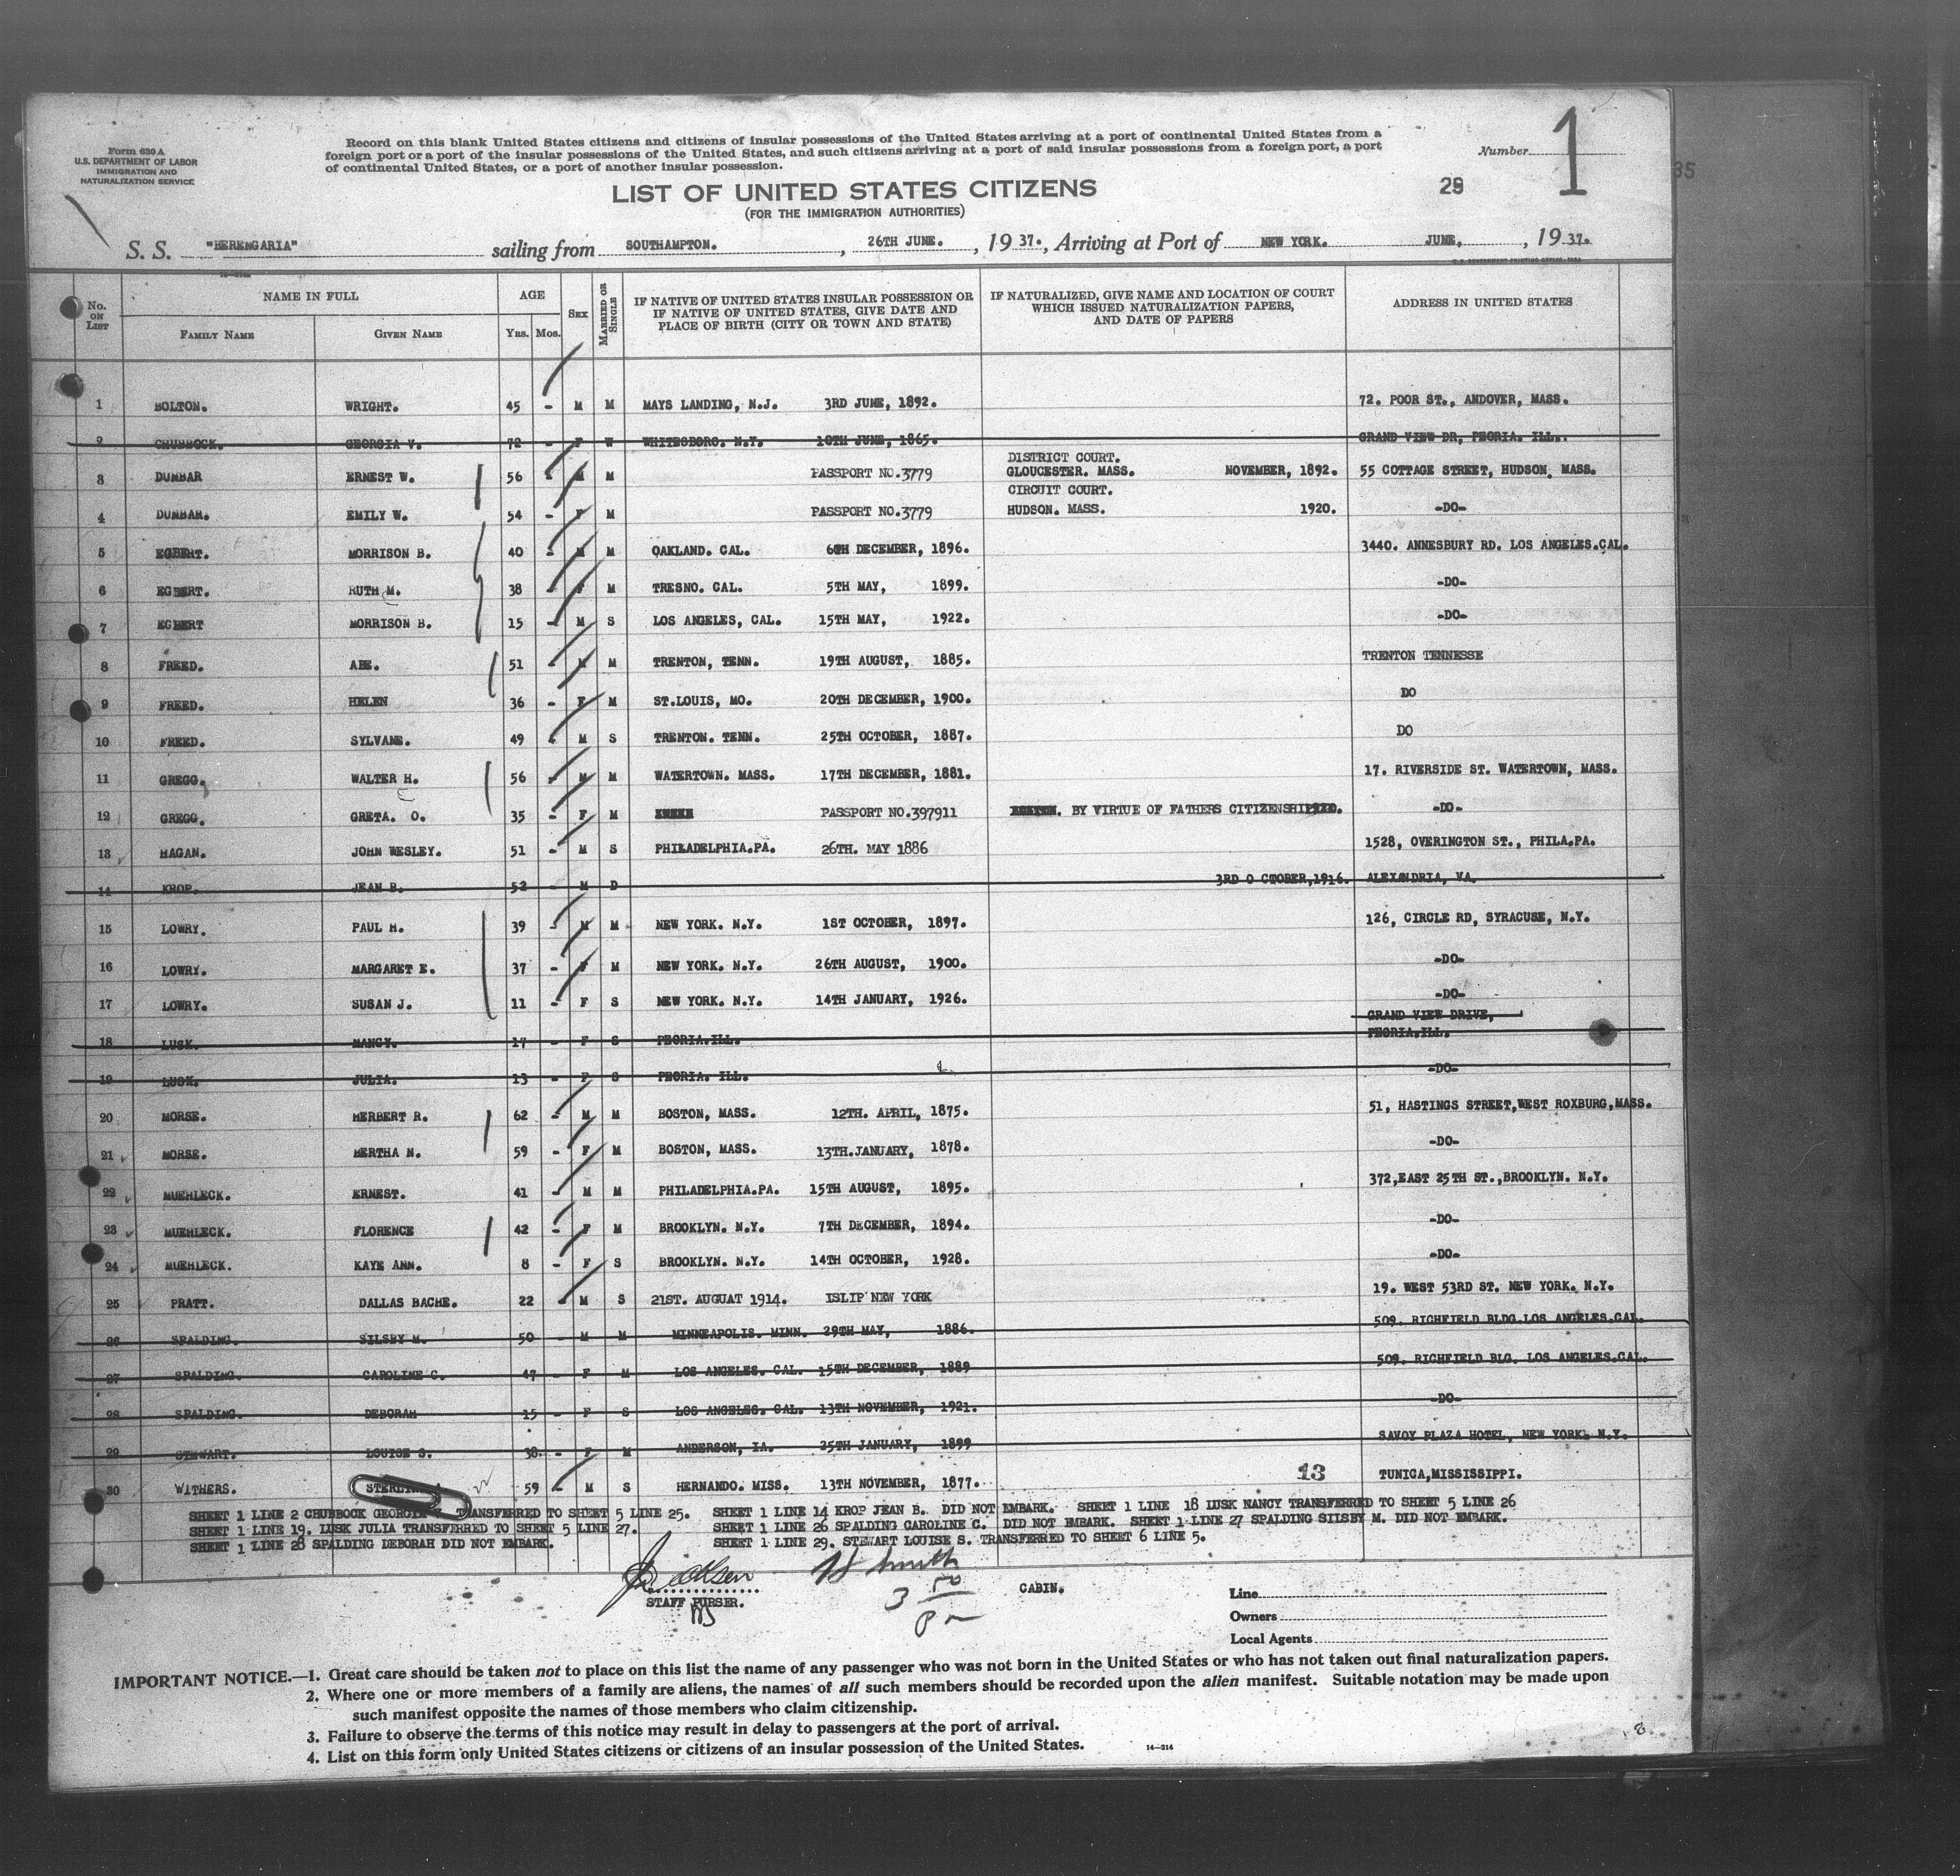 Form 630 A
U.S. DEPARTMENT OF LABOR
IMMIGRATION AND
NATURALIZATION SERVICE
Record on this blank United States citizens and citizens of insular possessions of the United States arriving at a port of continental United States from a
foreign port or a port of the insular possessions of the United States, and such citizens arriving at a port of said insular possessions from a foreign port, a port
of continental United States, or a port of another insular possession.
Number 1
35
LIST OF UNITED STATES CITIZENS
(FOR THE IMMIGRATION AUTHORITIES)
S. S. "BERENGARIA" sailing from SOUTHAMPTON. , 26TH JUNE. , 19 37. , Arriving at Port of NEW YORK. JUNE. , 19 37.
No. ON LIST NAME IN FULL AGE SEX MARRIED OR SINGLE IF NATIVE OF UNITED STATES INSULAR POSSESSION OR IF NATIVE OF UNITED STATES, GIVE DATE AND PLACE OF BIRTH (CITY OR TOWN AND STATE) IF NATURALIZED, GIVE NAME AND LOCATION OF COURT WHICH ISSUED NATURALIZATION PAPERS, AND DATE OF PAPERS ADDRESS IN UNITED STATES
FAMILY NAME GIVEN NAME YRS. MOS.
1 BOLTON. WRIGHT. 45 - M M MAYS LANDING, N.J. 3RD JUNE, 1892. 72. POOR ST., ANDOVER, MASS.
2 CHUBBOCK. GEORGIA V. 72 - F W WHITESBORO. N.Y. 10TH JUNE, 1865. GRAND VIEW DR, PEORIA. ILL.
DISTRICT COURT.
3 DUNBAR ERNEST W. 56 - M M PASSPORT NO.3779 GLOUCESTER. MASS. NOVEMBER, 1892. 55 COTTAGE STREET, HUDSON. MASS.
CIRCUIT COURT.
4 DUNBAR. EMILY W. 54 - F M PASSPORT NO.3779 HUDSON. MASS. 1920. -DO-
5 EGBERT. MORRISON B. 40 - M M OAKLAND. CAL. 6TH DECEMBER, 1896. 3440. ANNESBURY RD. LOS ANGELES.CAL.
6 EGBERT. RUTH M. 38 - F M TRESNO. CAL. 5TH MAY, 1899. -DO-
7 EGBERT MORRISON B. 15 - M S LOS ANGELES, CAL. 15TH MAY, 1922. -DO-
8 FREED. ABE. 51 - M M TRENTON, TENN. 19TH AUGUST, 1885. TRENTON TENNESSE
9 FREED. HELEN 36 - F M ST.LOUIS, MO. 20TH DECEMBER, 1900. DO
10 FREED. SYLVANE. 49 - M S TRENTON. TENN. 25TH OCTOBER, 1887. DO
11 GREGG. WALTER H. 56 - M M WATERTOWN. MASS. 17TH DECEMBER, 1881. 17. RIVERSIDE ST. WATERTOWN, MASS.
12 GREGG. GRETA. O. 35 - F M PASSPORT NO.397911 BY VIRTUE OF FATHERS CITIZENSHIP -DO-
13 HAGAN. JOHN WESLEY. 51 - M S PHILADELPHIA.PA. 26TH. MAY 1886 1528, OVERINGTON ST., PHILA.PA.
14 KROP. JEAN B. 52 - M D 3RD O CTOBER,1916. ALEXANDRIA, VA.
15 LOWRY. PAUL H. 39 - M M NEW YORK. N.Y. 1ST OCTOBER, 1897. 126, CIRCLE RD, SYRACUSE, N.Y.
16 LOWRY. MARGARET E. 37 - F M NEW YORK. N.Y. 26TH AUGUST, 1900. -DO-
17 LOWRY. SUSAN J. 11 - F S NEW YORK. N.Y. 14TH JANUARY, 1926. -DO-
GRAND VIEW DRIVE,
18 LUSK. NANCY. 17 - F S PEORIA.ILL. PEORIA,ILL.
19 LUSK. JULIA. 13 - F S PEORIA. ILL. -DO-
20 MORSE. HERBERT R. 62 - M M BOSTON, MASS. 12TH. APRIL, 1875. 51, HASTINGS STREET,WEST ROXBURG,MASS.
21 MORSE. BERTHA N. 59 - F M BOSTON, MASS. 13TH.JANUARY, 1878. -DO-
22 MUEHLECK. ERNEST. 41 - M M PHILADELPHIA.PA. 15TH AUGUST, 1895. 372,EAST 25TH ST.,BROOKLYN. N.Y.
23 MUEHLECK. FLORENCE 42 - F M BROOKLYN. N.Y. 7TH DECEMBER, 1894. -DO-
24 MUEHLECK. KAYE ANN. 8 - F S BROOKLYN. N.Y. 14TH OCTOBER, 1928. -DO-
25 PRATT. DALLAS BACHE. 22 - M S 21ST. AUGUAT 1914. ISLIP NEW YORK 19. WEST 53RD ST. NEW YORK. N.Y.
26 SPALDING. SILSBY M. 50 - M M MINNEAPOLIS. MINN. 29TH MAY, 1886. 509. RICHFIELD BLDG.LOS ANGELES.CAL.
27 SPALDING. CAROLINE C. 47 - F M LOS ANGELES. CAL. 15TH DECEMBER, 1889 509. RICHFIELD BLG. LOS ANGELES.CAL.
28 SPALDING. DEBORAH 15 - F S LOS ANGELES. CAL. 13TH NOVEMBER, 1921. -DO-
29 STEWART. LOUISE S. 38. - F M ANDERSON, IA. 25TH JANUARY, 1899 SAVOY PLAZA HOTEL, NEW YORK. N.Y.
30 WITHERS. 59 - M S HERNANDO. MISS. 13TH NOVEMBER, 1877. 13 TUNICA,MISSISSIPPI.
SHEET 1 LINE 2 CHUBBOCK GEORGIA V. TRANSFERRED TO SHEET 5 LINE 25. SHEET 1 LINE 14 KROP JEAN B. DID NOT EMBARK. SHEET 1 LINE 18 LUSK NANCY TRANSFERRED TO SHEET 5 LINE 26
SHEET 1 LINE 19. LUSK JULIA TRANSFERRED TO SHEET 5 LINE 27. SHEET 1 LINE 26 SPALDING CAROLINE C. DID NOT EMBARK. SHEET 1 LINE 27 SPALDING SILSBY M. DID NOT EMBARK.
SHEET 1 LINE 28 SPALDING DEBORAH DID NOT EMBARK. SHEET 1 LINE 29. STEWART LOUISE S. TRANSFERRED TO SHEET 6 LINE 5.
STAFF PURSER.
CABIN.
Line
Owners
Local Agents
IMPORTANT NOTICE.—1. Great care should be taken not to place on this list the name of any passenger who was not born in the United States or who has not taken out final naturalization papers.
2. Where one or more members of a family are aliens, the names of all such members should be recorded upon the alien manifest. Suitable notation may be made upon
such manifest opposite the names of those members who claim citizenship.
3. Failure to observe the terms of this notice may result in delay to passengers at the port of arrival.
4. List on this form only United States citizens or citizens of an insular possession of the United States.
14—214